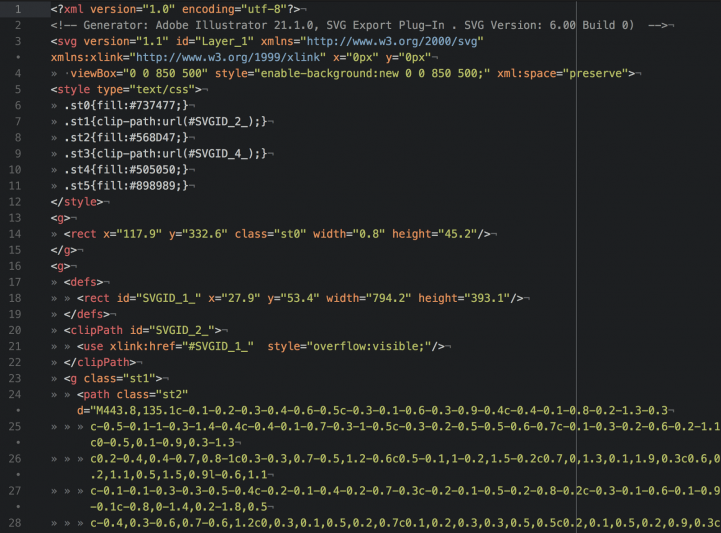 1 <?xml version="1.0" encoding="utf-8"?>¬
2 <!-- Generator: Adobe Illustrator 21.1.0, SVG Export Plug-In . SVG Version: 6.00 Build 0)  -->¬
3 <svg version="1.1" id="Layer_1" xmlns="http://www.w3.org/2000/svg"
• xmlns:xlink="http://www.w3.org/1999/xlink" x="0px" y="0px"¬
4 » ·viewBox="0 0 850 500" style="enable-background:new 0 0 850 500;" xml:space="preserve">¬
5 <style type="text/css">¬
6 » .st0{fill:#737477;}¬
7 » .st1{clip-path:url(#SVGID_2_);}¬
8 » .st2{fill:#568D47;}¬
9 » .st3{clip-path:url(#SVGID_4_);}¬
10 » .st4{fill:#505050;}¬
11 » .st5{fill:#898989;}¬
12 </style>¬
13 <g>¬
14 » <rect x="117.9" y="332.6" class="st0" width="0.8" height="45.2"/>¬
15 </g>¬
16 <g>¬
17 » <defs>¬
18 » » <rect id="SVGID_1_" x="27.9" y="53.4" width="794.2" height="393.1"/>¬
19 » </defs>¬
20 » <clipPath id="SVGID_2_">¬
21 » » <use xlink:href="#SVGID_1_"  style="overflow:visible;"/>¬
22 » </clipPath>¬
23 » <g class="st1">¬
24 » » <path class="st2"
• d="M443.8,135.1c-0.1-0.2-0.3-0.4-0.6-0.5c-0.3-0.1-0.6-0.3-0.9-0.4c-0.4-0.1-0.8-0.2-1.3-0.3¬
25 » » » c-0.5-0.1-1-0.3-1.4-0.4c-0.4-0.1-0.7-0.3-1-0.5c-0.3-0.2-0.5-0.5-0.6-0.7c-0.1-0.3-0.2-0.6-0.2-1.1
• c0-0.5,0.1-0.9,0.3-1.3¬
26 » » » c0.2-0.4,0.4-0.7,0.8-1c0.3-0.3,0.7-0.5,1.2-0.6c0.5-0.1,1-0.2,1.5-0.2c0.7,0,1.3,0.1,1.9,0.3c0.6,0
• .2,1.1,0.5,1.5,0.9l-0.6,1.1¬
27 » » » c-0.1-0.1-0.3-0.3-0.5-0.4c-0.2-0.1-0.4-0.2-0.7-0.3c-0.2-0.1-0.5-0.2-0.8-0.2c-0.3-0.1-0.6-0.1-0.9
• -0.1c-0.8,0-1.4,0.2-1.8,0.5¬
28 » » » c-0.4,0.3-0.6,0.7-0.6,1.2c0,0.3,0.1,0.5,0.2,0.7c0.1,0.2,0.3,0.3,0.5,0.5c0.2,0.1,0.5,0.2,0.9,0.3c